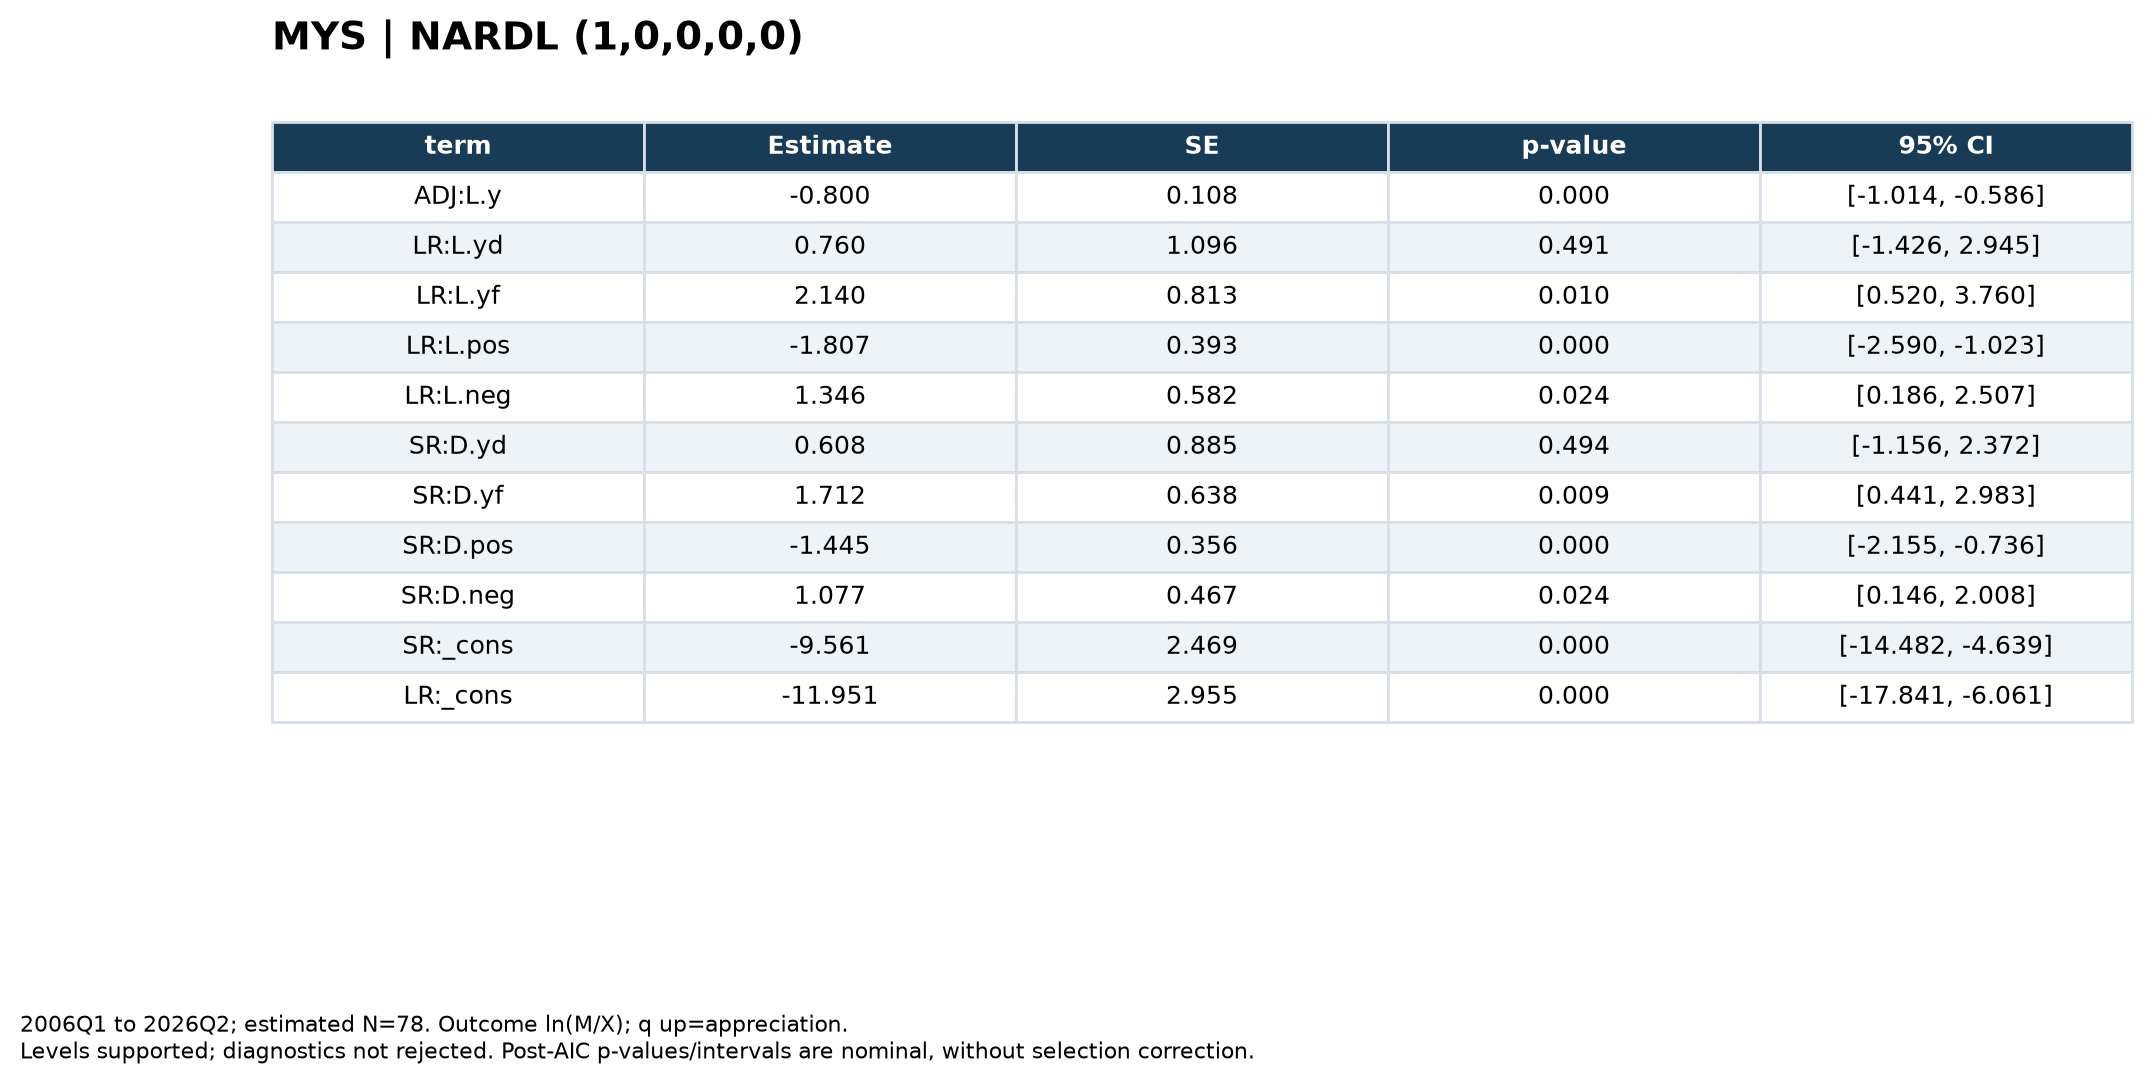 MYS | NARDL (1,0,0,0,0)
term Estimate SE p-value 95% CI
ADJ:L.y -0.800 0.108 0.000 [-1.014, -0.586]
LR:L.yd 0.760 1.096 0.491 [-1.426, 2.945]
LR:L.yf 2.140 0.813 0.010 [0.520, 3.760]
LR:L.pos -1.807 0.393 0.000 [-2.590, -1.023]
LR:L.neg 1.346 0.582 0.024 [0.186, 2.507]
SR:D.yd 0.608 0.885 0.494 [-1.156, 2.372]
SR:D.yf 1.712 0.638 0.009 [0.441, 2.983]
SR:D.pos -1.445 0.356 0.000 [-2.155, -0.736]
SR:D.neg 1.077 0.467 0.024 [0.146, 2.008]
SR:_cons -9.561 2.469 0.000 [-14.482, -4.639]
LR:_cons -11.951 2.955 0.000 [-17.841, -6.061]
2006Q1 to 2026Q2; estimated N=78. Outcome ln(M/X); q up=appreciation.
Levels supported; diagnostics not rejected. Post-AIC p-values/intervals are nominal, without selection correction.